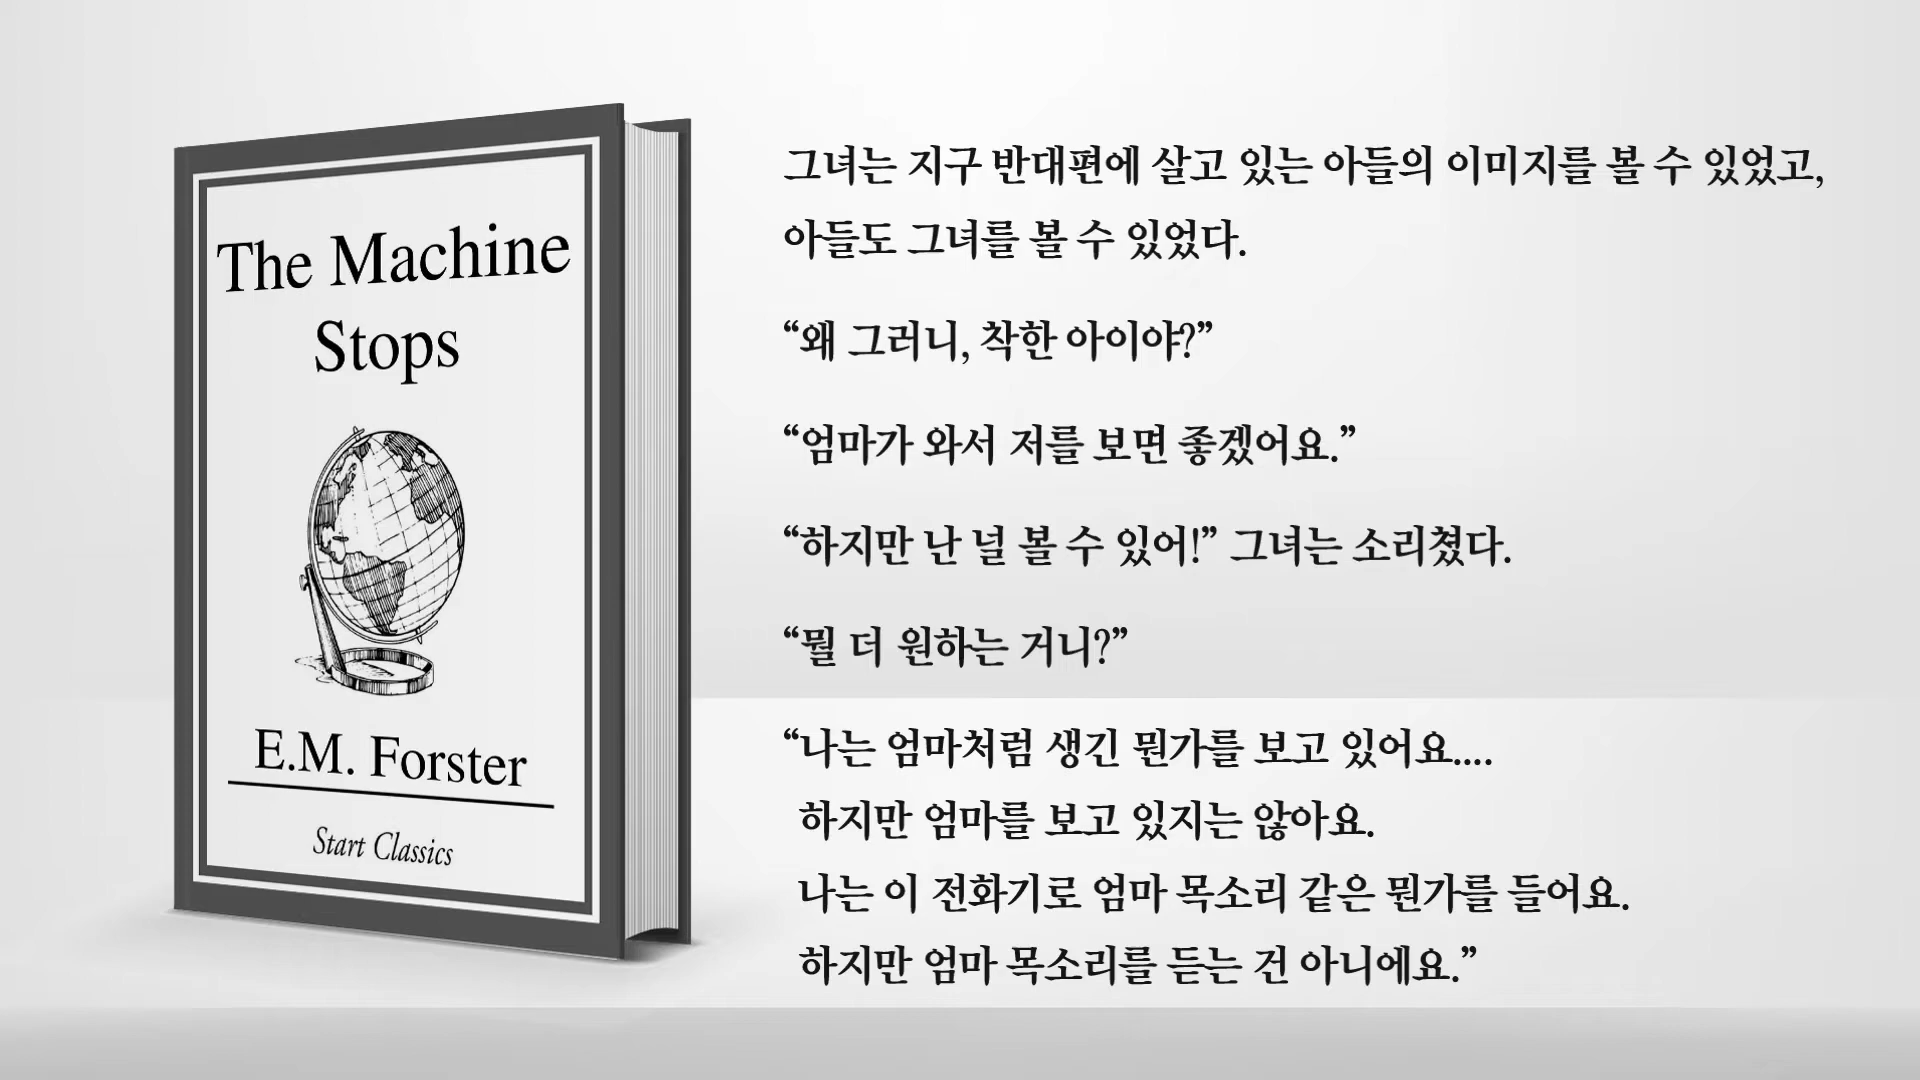 The Machine
Stops
E.M. Forster
Start Classics
그녀는 지구 반대편에 살고 있는 아들의 이미지를 볼 수 있었고,
아들도 그녀를 볼 수 있었다.
“왜 그러니, 착한 아이야?”
“엄마가 와서 저를 보면 좋겠어요.”
“하지만 난 널 볼 수 있어!” 그녀는 소리쳤다.
“뭘 더 원하는 거니?”
“나는 엄마처럼 생긴 뭔가를 보고 있어요....
하지만 엄마를 보고 있지는 않아요.
나는 이 전화기로 엄마 목소리 같은 뭔가를 들어요.
하지만 엄마 목소리를 듣는 건 아니에요.”